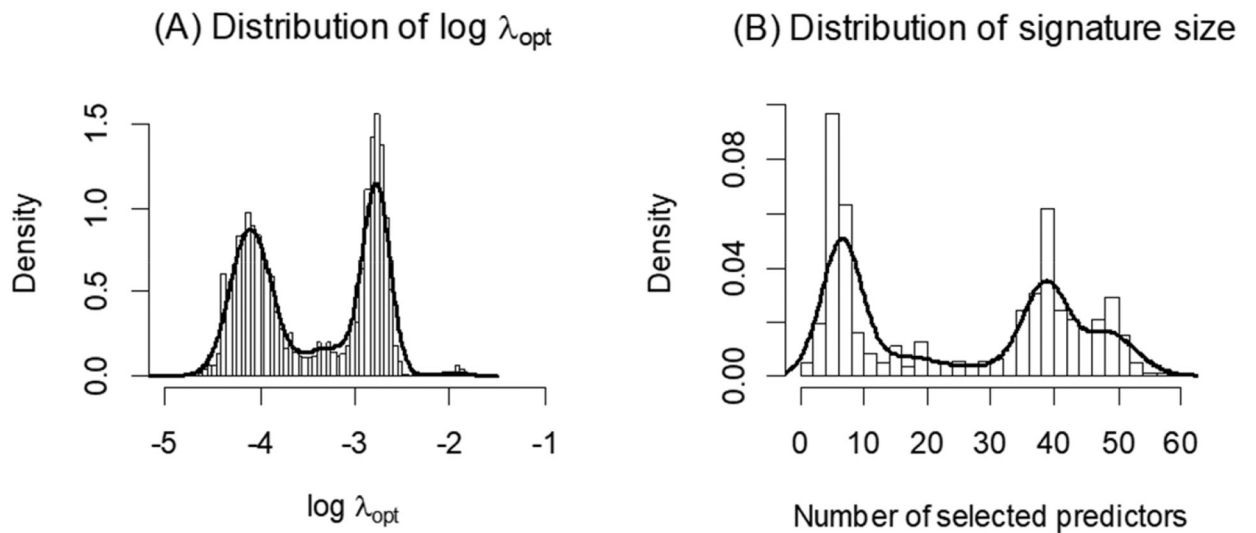 (A) Distribution of log λopt
(B) Distribution of signature size
Density
1.5
1.0
0.5
0.0
-5 -4 -3 -2 -1
log λopt
Density
0.08
0.04
0.00
0 10 20 30 40 50 60
Number of selected predictors